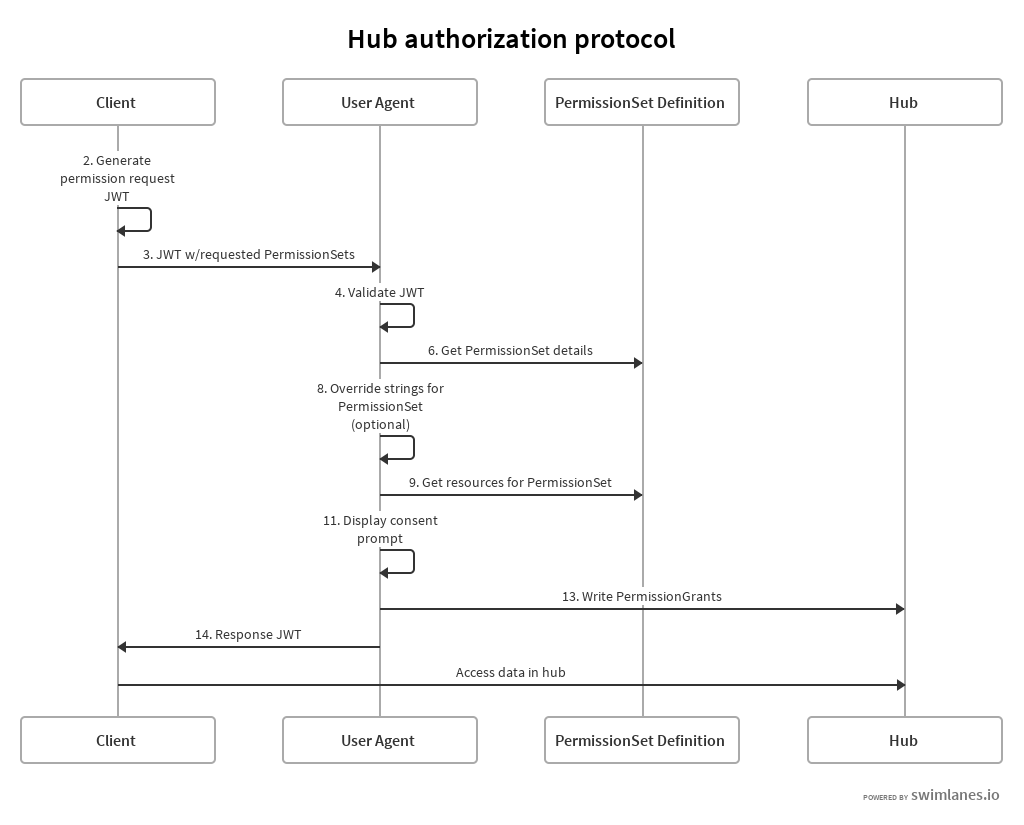 Hub authorization protocol
Client
User Agent
PermissionSet Definition
Hub
2. Generate
permission request
JWT
3. JWT w/requested PermissionSets
4. Validate JWT
6. Get PermissionSet details
8. Override strings for
PermissionSet
(optional)
9. Get resources for PermissionSet
11. Display consent
prompt
13. Write PermissionGrants
14. Response JWT
Access data in hub
Client
User Agent
PermissionSet Definition
Hub
POWERED BY swimlanes.io